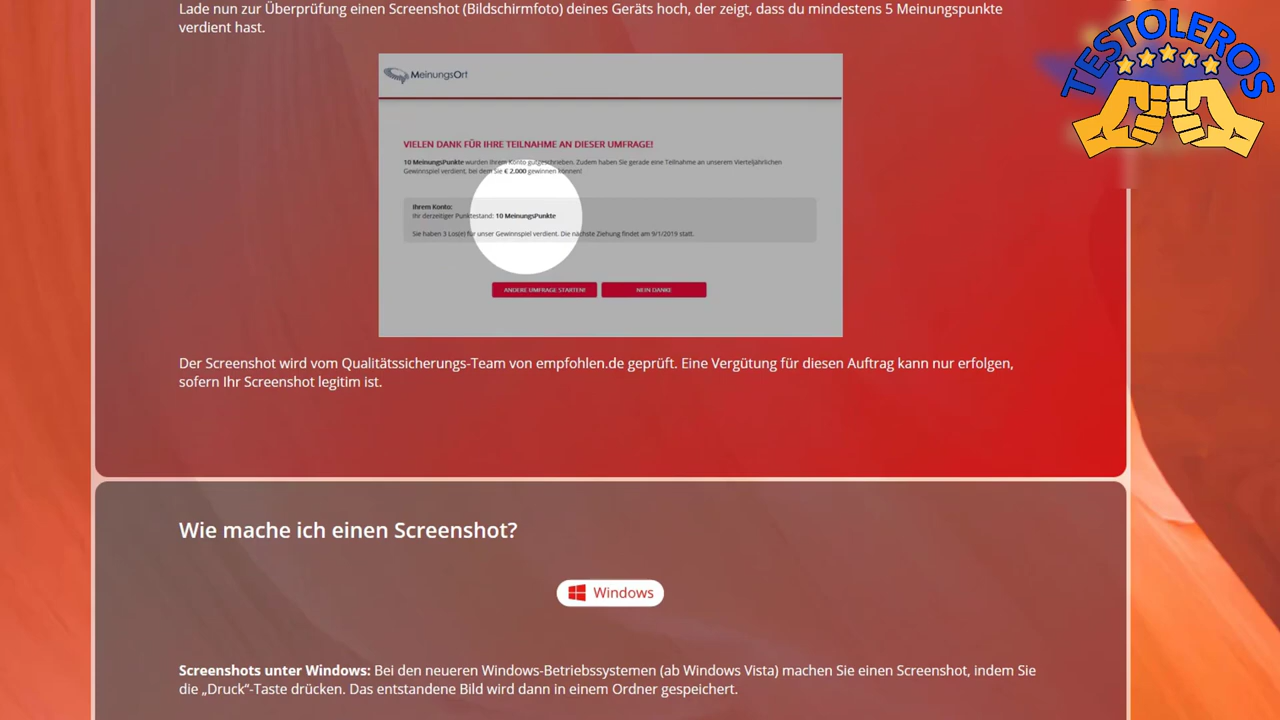 Lade nun zur Überprüfung einen Screenshot (Bildschirmfoto) deines Geräts hoch, der zeigt, dass du mindestens 5 Meinungspunkte
verdient hast.
TESTOLEROS
MeinungsOrt
VIELEN DANK FÜR IHRE TEILNAHME AN DIESER UMFRAGE!
10 MeinungsPunkte wurden Ihrem Konto gutgeschrieben. Zudem haben Sie gerade eine Teilnahme an unserem Vierteljährlichen
Gewinnspiel verdient, bei dem Sie € 2,000 gewinnen können!
Ihrem Konto:
Ihr derzeitiger Punktestand: 10 MeinungsPunkte
Sie haben 3 Los(e) für unser Gewinnspiel verdient. Die nächste Ziehung findet am 9/1/2019 statt.
ANDERE UMFRAGE STARTEN! NEIN DANKE
Der Screenshot wird vom Qualitätssicherungs-Team von empfohlen.de geprüft. Eine Vergütung für diesen Auftrag kann nur erfolgen,
sofern Ihr Screenshot legitim ist.
Wie mache ich einen Screenshot?
Windows
Screenshots unter Windows: Bei den neueren Windows-Betriebssystemen (ab Windows Vista) machen Sie einen Screenshot, indem Sie
die „Druck“-Taste drücken. Das entstandene Bild wird dann in einem Ordner gespeichert.